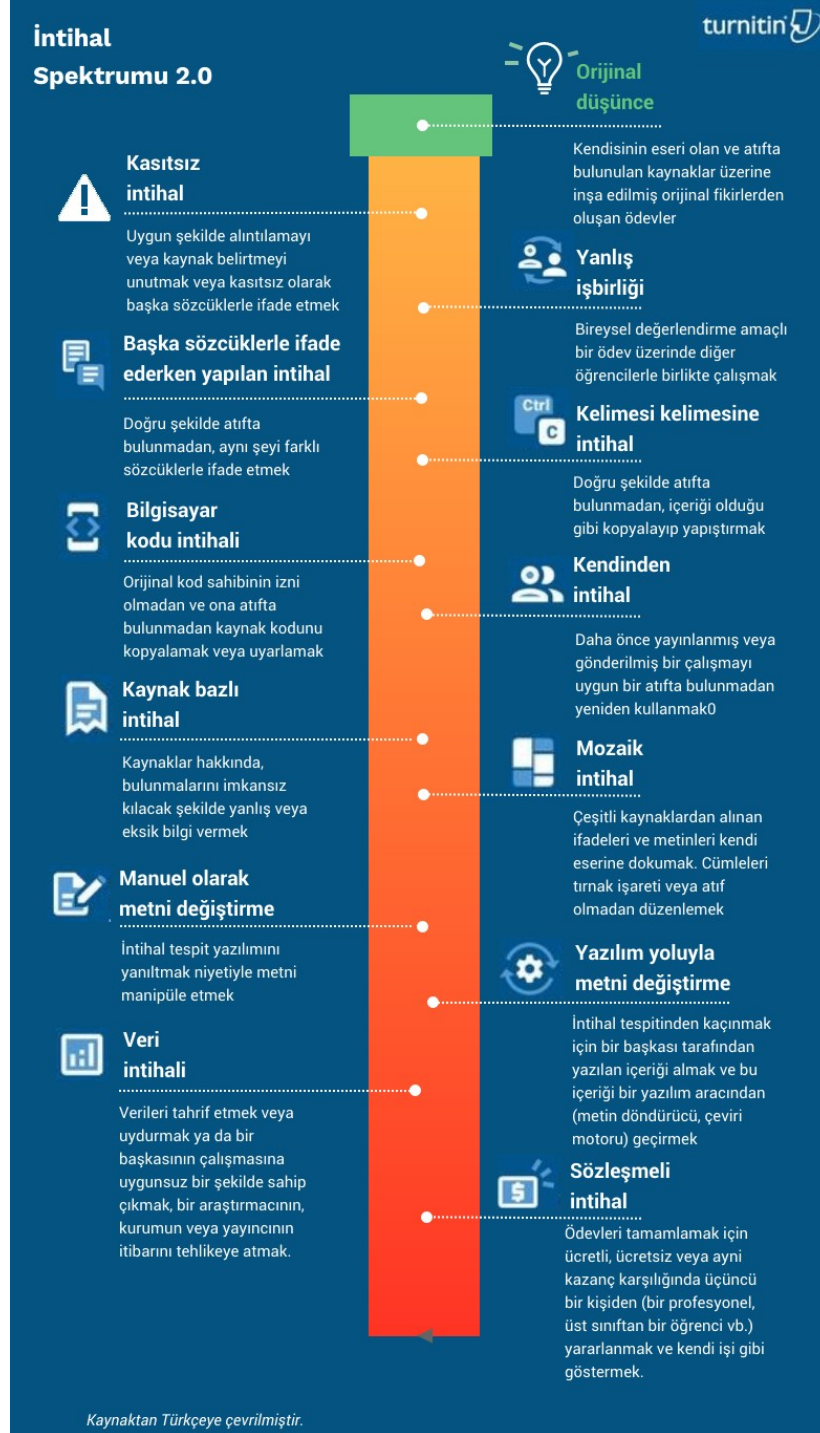 İntihal
Spektrumu 2.0
turnitin
Orijinal
düşünce
Kendisinin eseri olan ve atıfta
bulunulan kaynaklar üzerine
inşa edilmiş orijinal fikirlerden
oluşan ödevler
Kasıtsız
intihal
Uygun şekilde alıntılamayı
veya kaynak belirtmeyi
unutmak veya kasıtsız olarak
başka sözcüklerle ifade etmek
Yanlış
işbirliği
Bireysel değerlendirme amaçlı
bir ödev üzerinde diğer
öğrencilerle birlikte çalışmak
Başka sözcüklerle ifade
ederken yapılan intihal
Doğru şekilde atıfta
bulunmadan, aynı şeyi farklı
sözcüklerle ifade etmek
Ctrl
C
Kelimesi kelimesine
intihal
Doğru şekilde atıfta
bulunmadan, içeriği olduğu
gibi kopyalayıp yapıştırmak
Bilgisayar
kodu intihali
Orijinal kod sahibinin izni
olmadan ve ona atıfta
bulunmadan kaynak kodunu
kopyalamak veya uyarlamak
Kendinden
intihal
Daha önce yayınlanmış veya
gönderilmiş bir çalışmayı
uygun bir atıfta bulunmadan
yeniden kullanmak0
Kaynak bazlı
intihal
Kaynaklar hakkında,
bulunmalarını imkansız
kılacak şekilde yanlış veya
eksik bilgi vermek
Mozaik
intihal
Çeşitli kaynaklardan alınan
ifadeleri ve metinleri kendi
eserine dokumak. Cümleleri
tırnak işareti veya atıf
olmadan düzenlemek
Manuel olarak
metni değiştirme
İntihal tespit yazılımını
yanıltmak niyetiyle metni
manipüle etmek
Yazılım yoluyla
metni değiştirme
İntihal tespitinden kaçınmak
için bir başkası tarafından
yazılan içeriği almak ve bu
içeriği bir yazılım aracından
(metin döndürücü, çeviri
motoru) geçirmek
Veri
intihali
Verileri tahrif etmek veya
uydurmak ya da bir
başkasının çalışmasına
uygunsuz bir şekilde sahip
çıkmak, bir araştırmacının,
kurumun veya yayıncının
itibarını tehlikeye atmak.
$
Sözleşmeli
intihal
Ödevleri tamamlamak için
ücretli, ücretsiz veya ayni
kazanç karşılığında üçüncü
bir kişiden (bir profesyonel,
üst sınıftan bir öğrenci vb.)
yararlanmak ve kendi işi gibi
göstermek.
Kaynaktan Türkçeye çevrilmiştir.